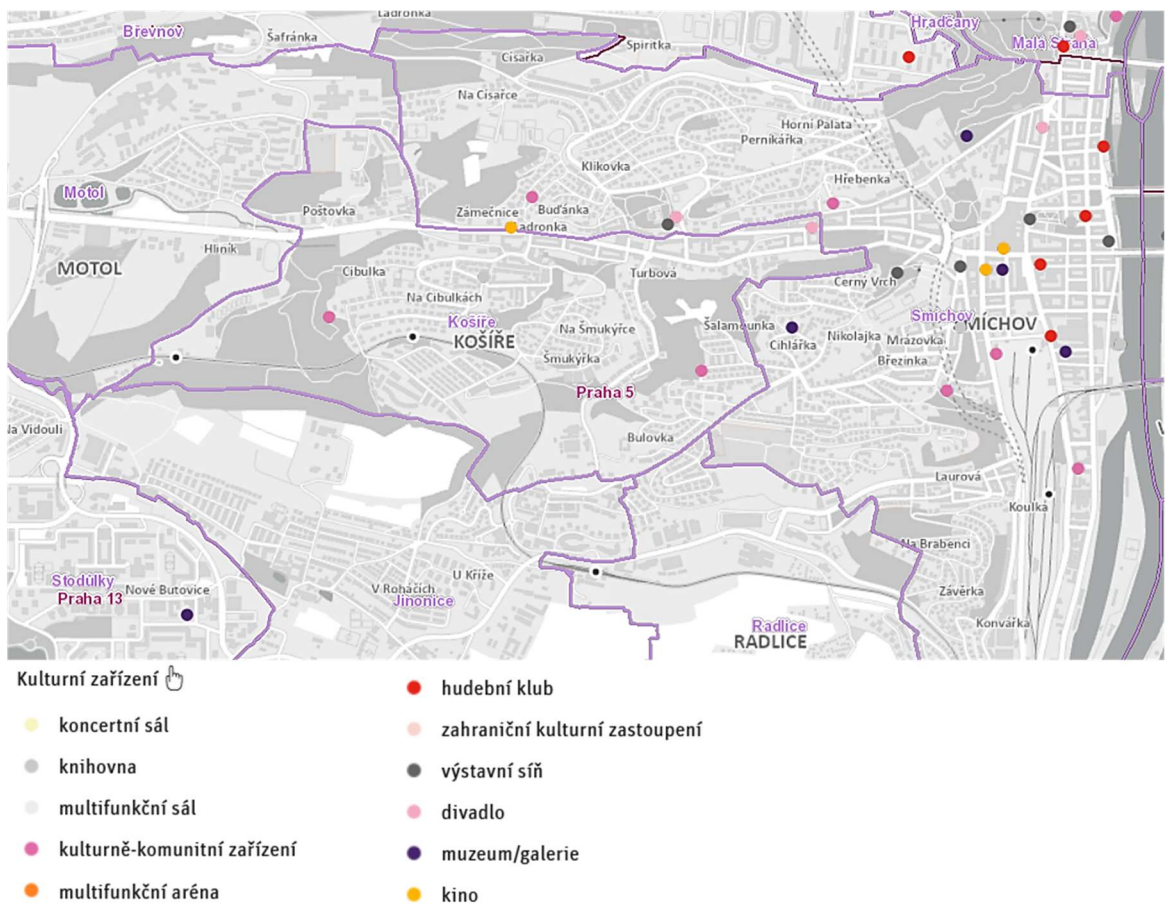 Ladronka
Hradčany
Břevnov
Šafránka
Spiritka
Malá Strana
Cisařka
Na Cisařce
Horní Palata
Perníkářka
Klikovka
Hřebenka
Motol
Poštovka
Zámečnice
Buďánka
Ladronka
Hliník
MOTOL
Cibulka
Turbová
Černý Vrch
Na Cibulkách
Košíře
KOŠÍŘE
Na Šmukýřce
Šalamounka
Smíchov
MÍCHOV
Cihlářka
Nikolajka
Mrázovka
Šmukýřka
Březinka
Praha 5
Na Vidouli
Bulovka
Laurová
Koulka
Na Brabenci
Stodůlky
Praha 13
Nové Butovice
V Roháčích
U Kříže
Jinonice
Závěrka
Radlice
RADLICE
Konvářka
Kulturní zařízení
koncertní sál
knihovna
multifunkční sál
kulturně-komunitní zařízení
multifunkční aréna
hudební klub
zahraniční kulturní zastoupení
výstavní síň
divadlo
muzeum/galerie
kino